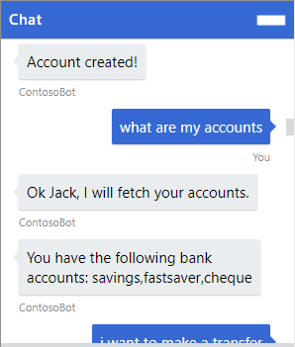 Chat
Account created!
ContosoBot
what are my accounts
You
Ok Jack, I will fetch your accounts.
ContosoBot
You have the following bank
accounts: savings,fastsaver,cheque
ContosoBot
i want to make a transfer